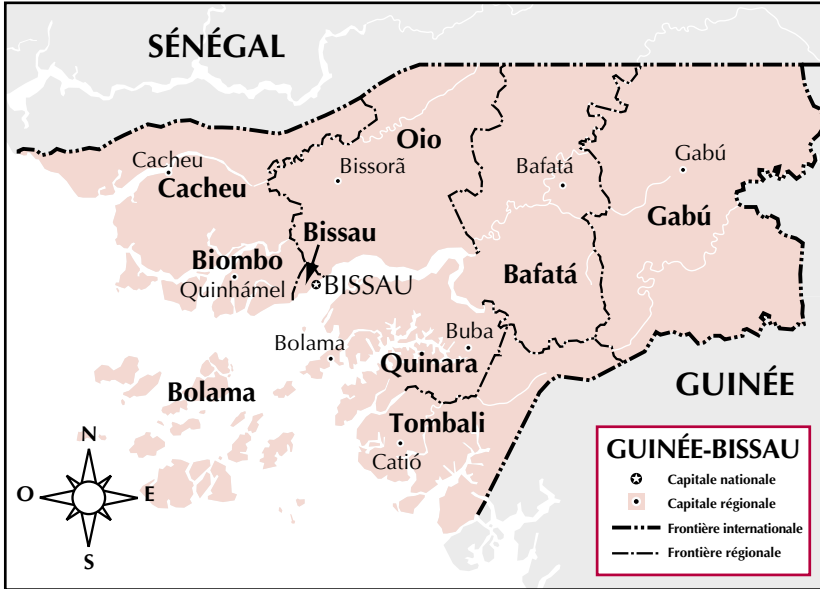 SÉNÉGAL
Oio
Cacheu
Bissorã
Bafatá
Gabú
Cacheu
Gabú
Bissau
Biombo
Bafatá
Quinhámel
BISSAU
Bolama
Buba
Quinara
Bolama
GUINÉE
Tombali
Catió
N
O
E
S
GUINÉE-BISSAU
Capitale nationale
Capitale régionale
Frontière internationale
Frontière régionale